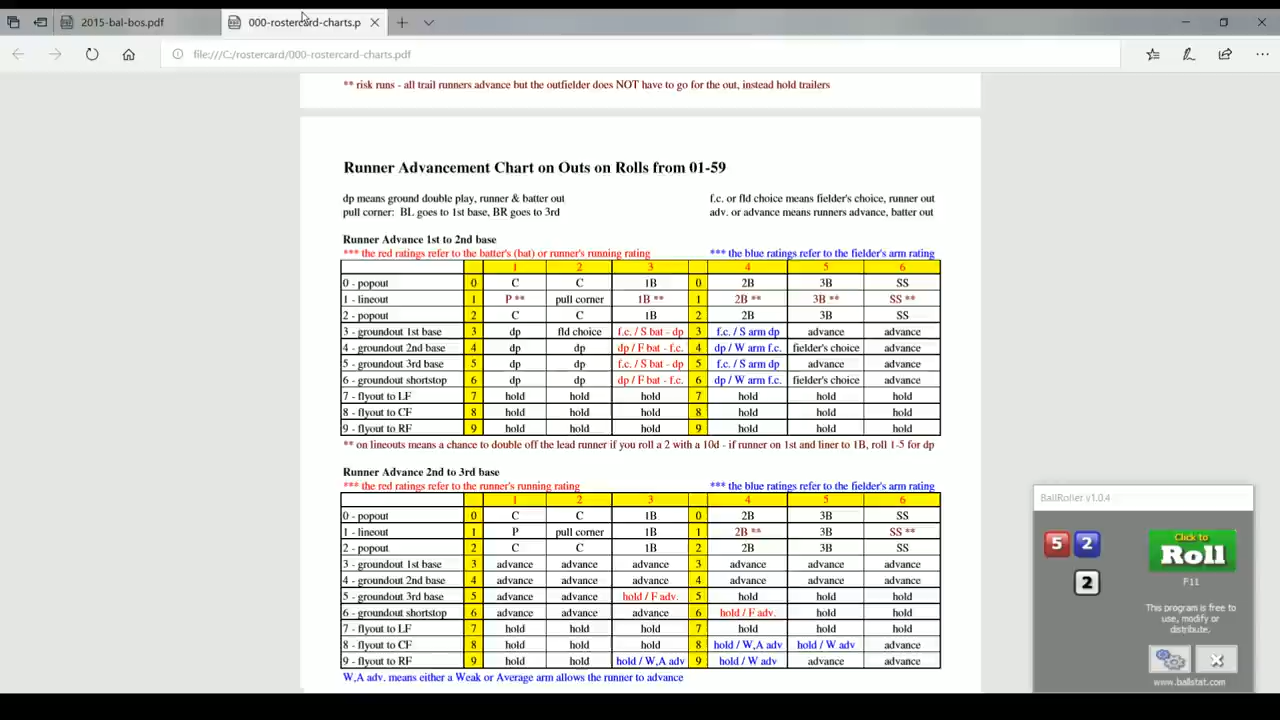 2015-bal-bos.pdf
000-rostercard-charts.p
file:///C:/rostercard/000-rostercard-charts.pdf
** risk runs - all trail runners advance but the outfielder does NOT have to go for the out, instead hold trailers
Runner Advancement Chart on Outs on Rolls from 01-59
dp means ground double play, runner & batter out
f.c. or fld choice means fielder's choice, runner out
pull corner: BL goes to 1st base, BR goes to 3rd
adv. or advance means runners advance, batter out
Runner Advance 1st to 2nd base
*** the red ratings refer to the batter's (bat) or runner's running rating
*** the blue ratings refer to the fielder's arm rating
1 2 3 4 5 6
0 - popout 0 C C 1B 0 2B 3B SS
1 - lineout 1 P ** pull corner 1B ** 1 2B ** 3B ** SS **
2 - popout 2 C C 1B 2 2B 3B SS
3 - groundout 1st base 3 dp fld choice f.c. / S bat - dp 3 f.c. / S arm dp advance advance
4 - groundout 2nd base 4 dp dp dp / F bat - f.c. 4 dp / W arm f.c. fielder's choice advance
5 - groundout 3rd base 5 dp dp f.c. / S bat - dp 5 f.c. / S arm dp advance advance
6 - groundout shortstop 6 dp dp dp / F bat - f.c. 6 dp / W arm f.c. fielder's choice advance
7 - flyout to LF 7 hold hold hold 7 hold hold hold
8 - flyout to CF 8 hold hold hold 8 hold hold hold
9 - flyout to RF 9 hold hold hold 9 hold hold hold
** on lineouts means a chance to double off the lead runner if you roll a 2 with a 10d - if runner on 1st and liner to 1B, roll 1-5 for dp
Runner Advance 2nd to 3rd base
*** the red ratings refer to the runner's running rating
*** the blue ratings refer to the fielder's arm rating
1 2 3 4 5 6
0 - popout 0 C C 1B 0 2B 3B SS
1 - lineout 1 P pull corner 1B 1 2B ** 3B SS **
2 - popout 2 C C 1B 2 2B 3B SS
3 - groundout 1st base 3 advance advance advance 3 advance advance advance
4 - groundout 2nd base 4 advance advance advance 4 advance advance advance
5 - groundout 3rd base 5 advance advance hold / F adv. 5 hold hold hold
6 - groundout shortstop 6 advance advance advance 6 hold / F adv. hold hold
7 - flyout to LF 7 hold hold hold 7 hold hold hold
8 - flyout to CF 8 hold hold hold 8 hold / W,A adv hold / W adv advance
9 - flyout to RF 9 hold hold hold / W,A adv 9 hold / W adv advance advance
W,A adv. means either a Weak or Average arm allows the runner to advance
BallRoller v1.0.4
5 2
2
Click to
Roll
F11
This program is free to
use, modify or
distribute.
www.ballstat.com